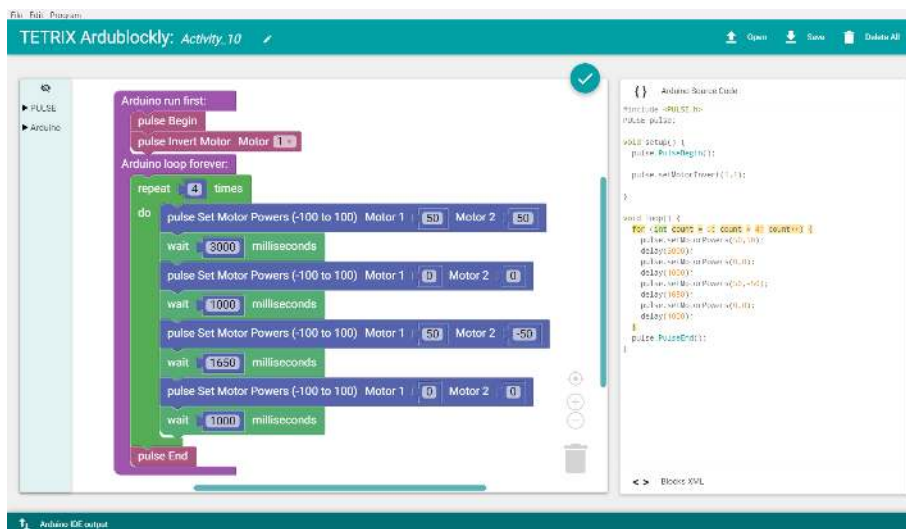 File Edit Program
TETRIX Ardublockly: Activity_10
Open Save Delete All
PULSE
Arduino
Arduino run first:
pulse Begin
pulse Invert Motor Motor 1
Arduino loop forever:
repeat 4 times
do pulse Set Motor Powers (-100 to 100) Motor 1 50 Motor 2 50
wait 3000 milliseconds
pulse Set Motor Powers (-100 to 100) Motor 1 0 Motor 2 0
wait 1000 milliseconds
pulse Set Motor Powers (-100 to 100) Motor 1 50 Motor 2 -50
wait 1650 milliseconds
pulse Set Motor Powers (-100 to 100) Motor 1 0 Motor 2 0
wait 1000 milliseconds
pulse End
{ } Arduino Source Code
#include <PULSE.h>
PULSE pulse;
void setup() {
pulse.PulseBegin();
pulse.setMotorInvert(1,1);
}
void loop() {
for (int count = 0; count < 4; count++) {
pulse.setMotorPowers(50,50);
delay(3000);
pulse.setMotorPowers(0,0);
delay(1000);
pulse.setMotorPowers(50,-50);
delay(1650);
pulse.setMotorPowers(0,0);
delay(1000);
}
pulse.PulseEnd();
}
< > Blocks XML
Arduino IDE output